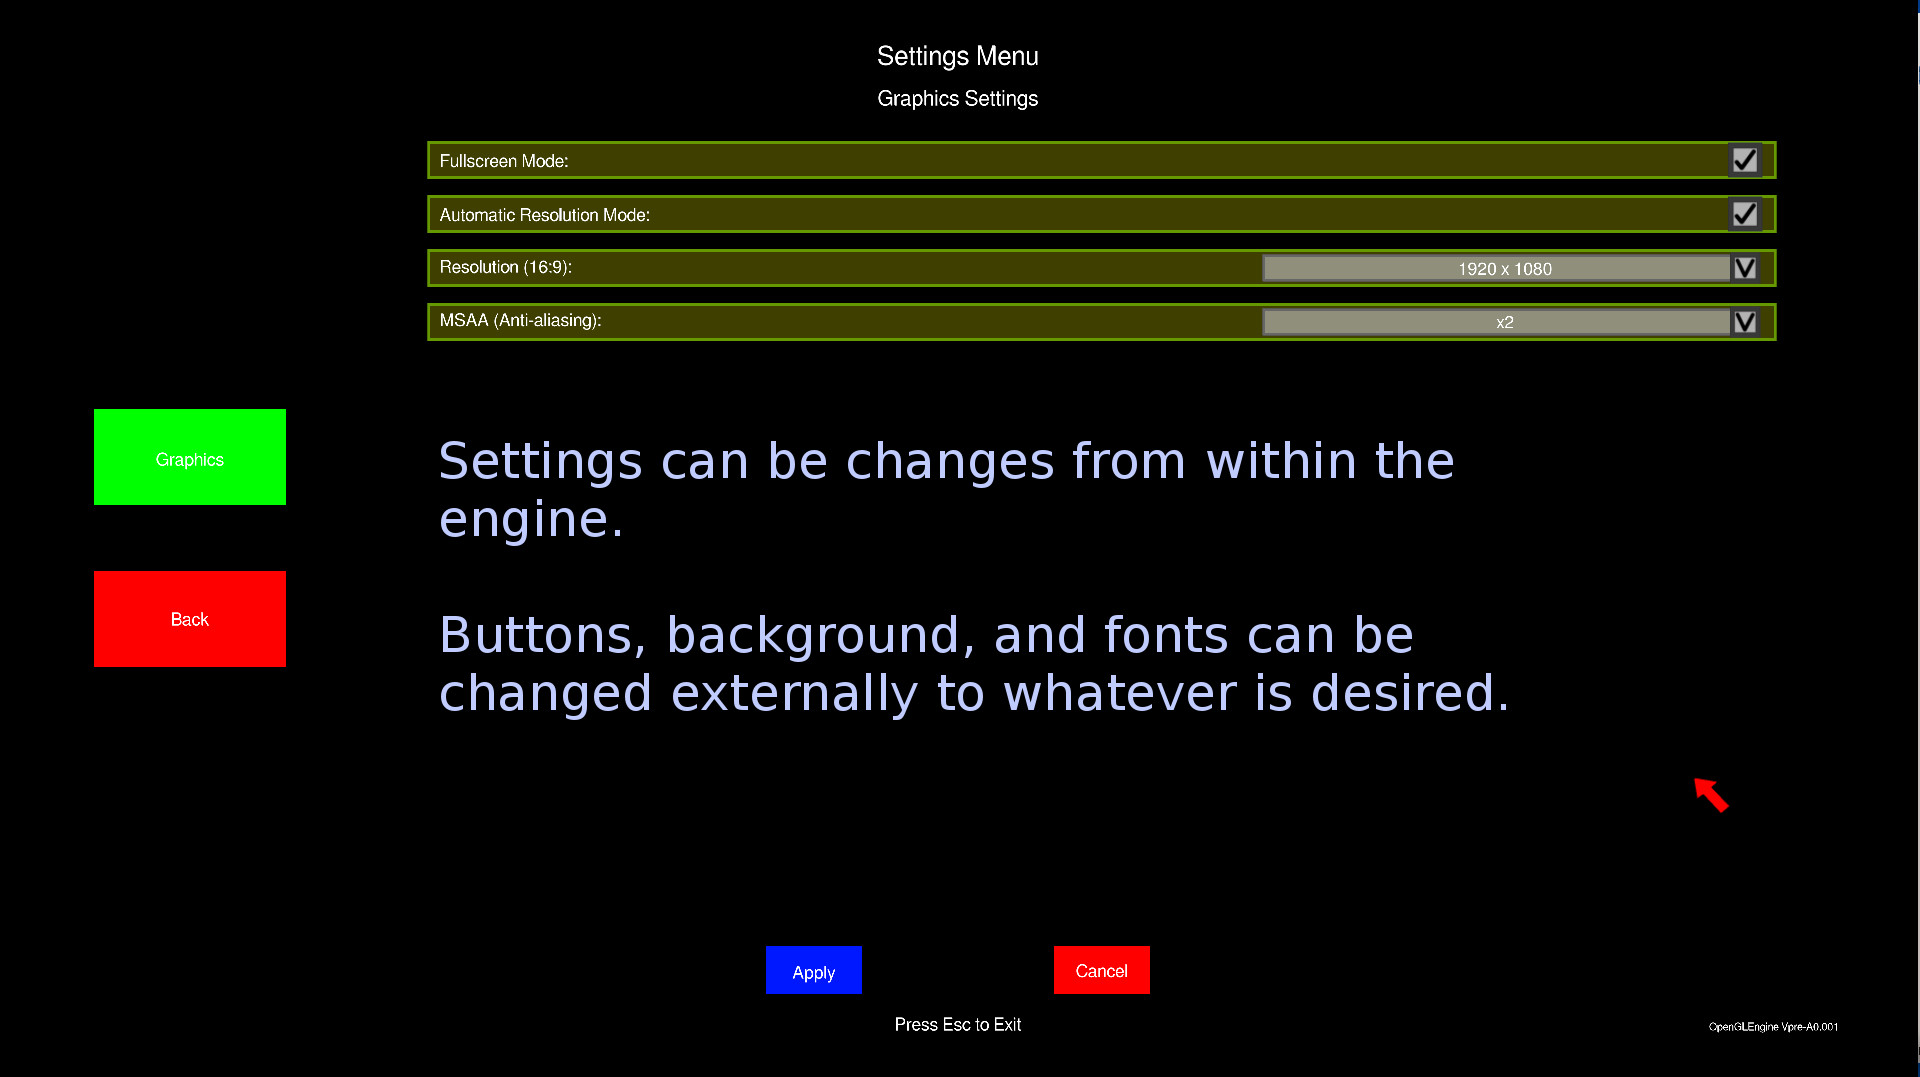 Settings Menu
Graphics Settings
Fullscreen Mode:
Automatic Resolution Mode:
Resolution (16:9):
1920 x 1080
V
MSAA (Anti-aliasing):
x2
V
Graphics
Settings can be changes from within the
engine.
Back
Buttons, background, and fonts can be
changed externally to whatever is desired.
Apply
Cancel
Press Esc to Exit
OpenGLEngine Vpre-A0.001